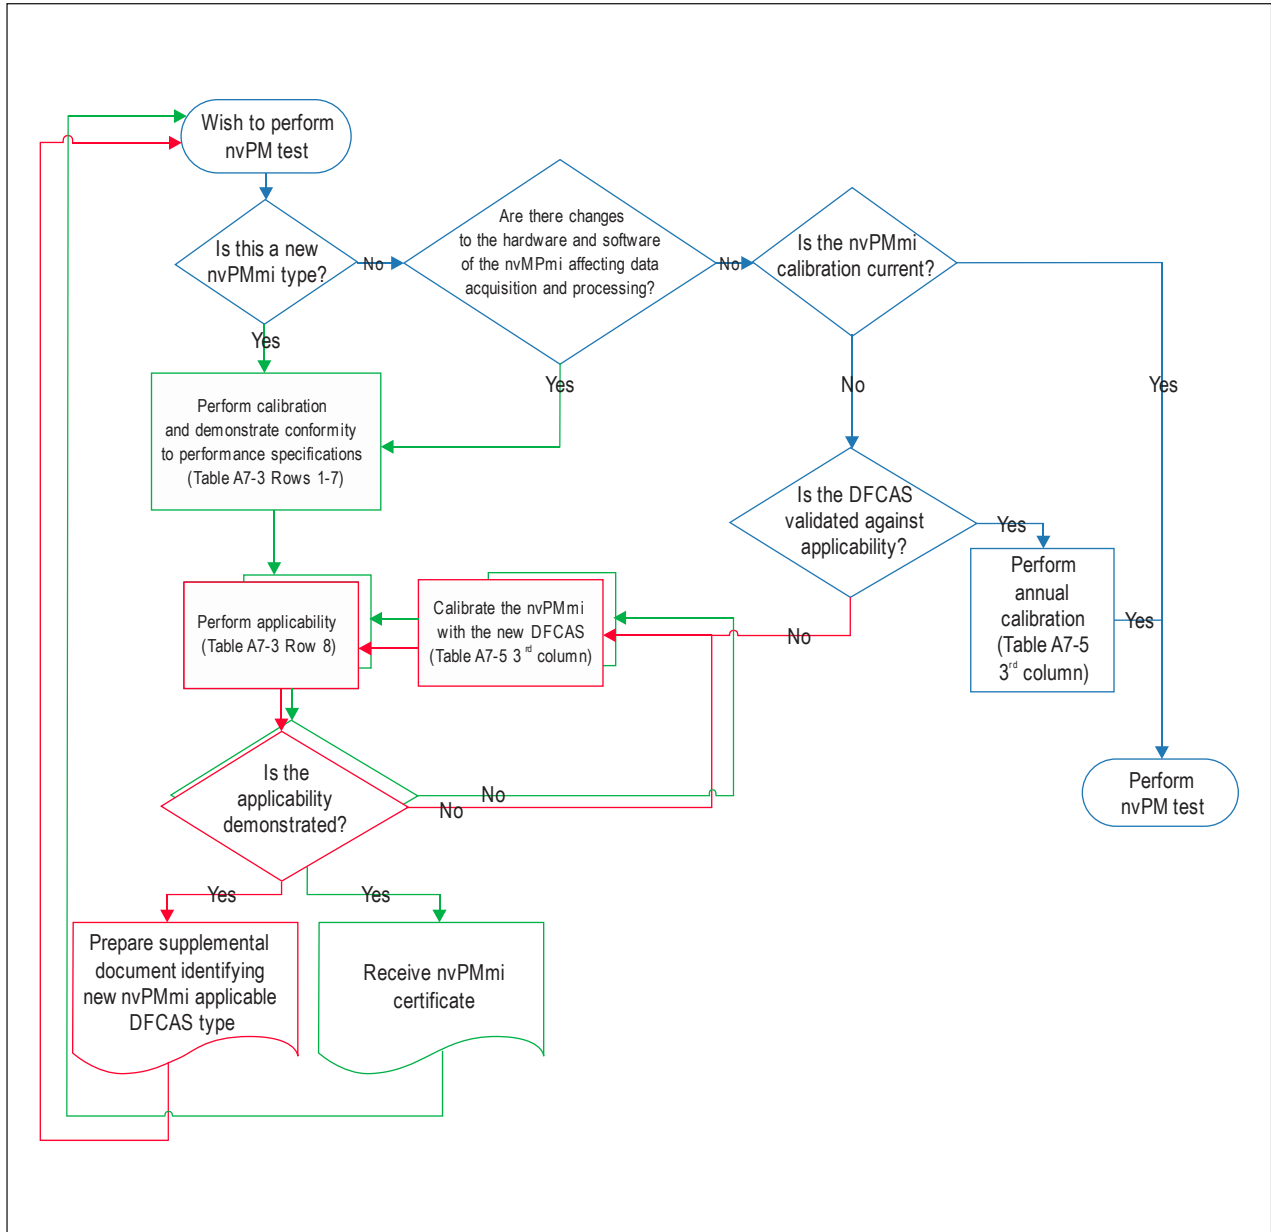 Wish to perform
nvPM test
Is this a new
nvPMmi type?
No
Are there changes
to the hardware and software
of the nvMPmi affecting data
acquisition and processing?
No
Is the nvPMmi
calibration current?
Yes
Yes
No
Yes
Perform calibration
and demonstrate conformity
to performance specifications
(Table A7-3 Rows 1-7)
Is the DFCAS
validated against
applicability?
Yes
No
Perform
annual
calibration
(Table A7-5
3rd column)
Yes
Perform applicability
(Table A7-3 Row 8)
Calibrate the nvPMmi
with the new DFCAS
(Table A7-5 3rd column)
Is the
applicability
demonstrated?
No
No
Perform
nvPM test
Yes
Yes
Prepare supplemental
document identifying
new nvPMmi applicable
DFCAS type
Receive nvPMmi
certificate